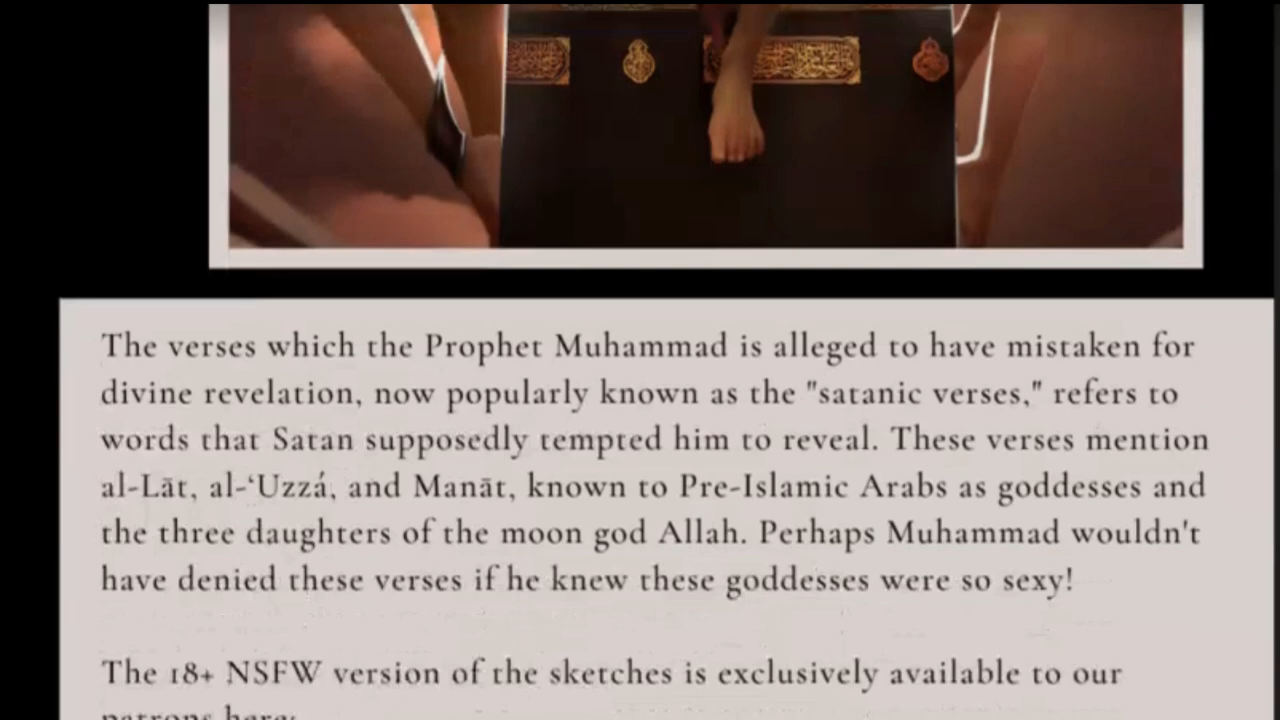 The verses which the Prophet Muhammad is alleged to have mistaken for
divine revelation, now popularly known as the "satanic verses," refers to
words that Satan supposedly tempted him to reveal. These verses mention
al-Lāt, al-‘Uzzá, and Manāt, known to Pre-Islamic Arabs as goddesses and
the three daughters of the moon god Allah. Perhaps Muhammad wouldn't
have denied these verses if he knew these goddesses were so sexy!
The 18+ NSFW version of the sketches is exclusively available to our
patrons here: